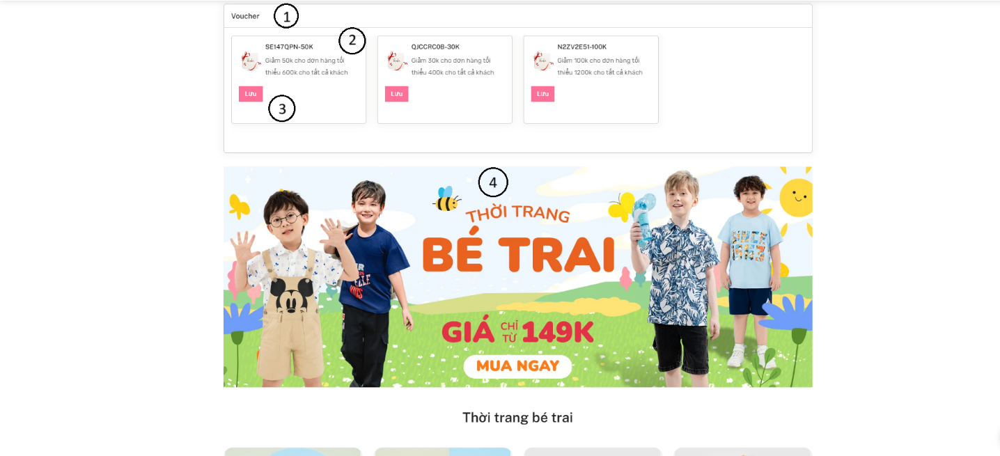 Voucher
1
2
SE147QPN-50K
Giảm 50k cho đơn hàng tối
thiểu 600k cho tất cả khách
Lưu
3
QJCCRC0B-30K
Giảm 30k cho đơn hàng tối
thiểu 400k cho tất cả khách
Lưu
N2ZV2E51-100K
Giảm 100k cho đơn hàng tối
thiểu 1200k cho tất cả khách
Lưu
4
THỜI TRANG
BÉ TRAI
GIÁ CHỈ TỪ 149K
MUA NGAY
Thời trang bé trai